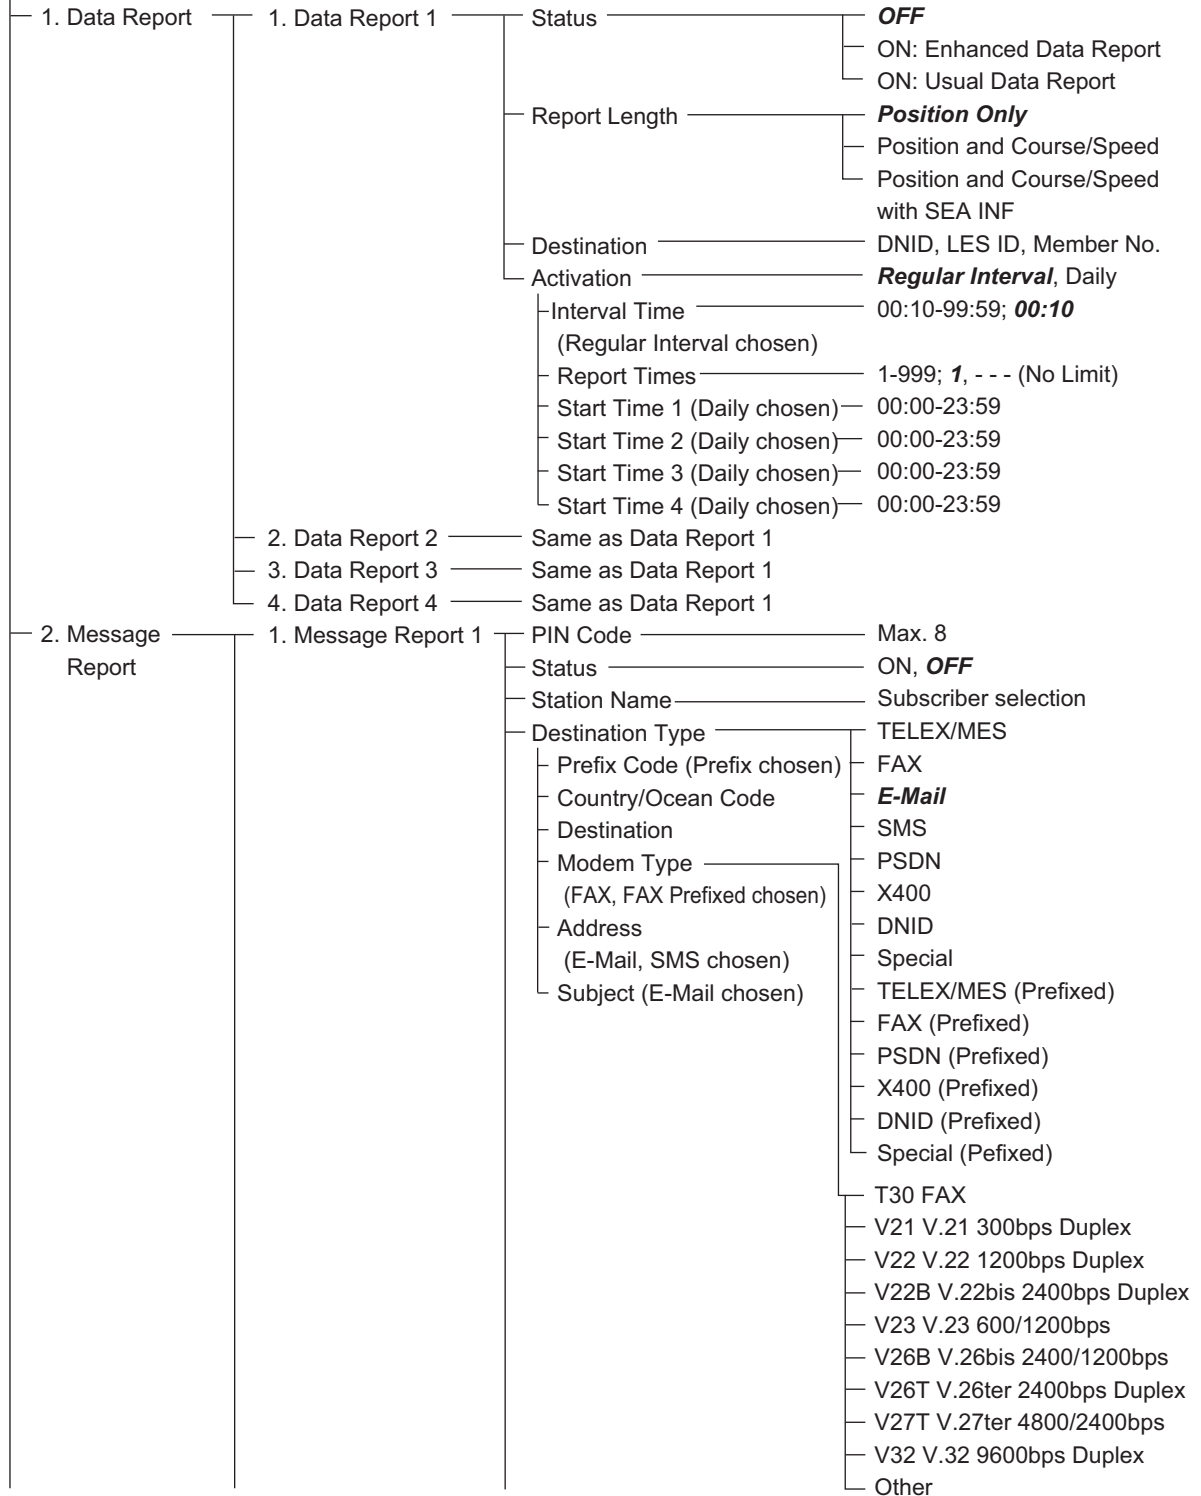 1. Data Report 1. Data Report 1 Status OFF
ON: Enhanced Data Report
ON: Usual Data Report
Report Length Position Only
Position and Course/Speed
Position and Course/Speed
with SEA INF
Destination DNID, LES ID, Member No.
Activation Regular Interval, Daily
Interval Time 00:10-99:59; 00:10
(Regular Interval chosen)
Report Times 1-999; 1, - - - (No Limit)
Start Time 1 (Daily chosen) 00:00-23:59
Start Time 2 (Daily chosen) 00:00-23:59
Start Time 3 (Daily chosen) 00:00-23:59
Start Time 4 (Daily chosen) 00:00-23:59
2. Data Report 2 Same as Data Report 1
3. Data Report 3 Same as Data Report 1
4. Data Report 4 Same as Data Report 1
2. Message 1. Message Report 1 PIN Code Max. 8
Report Status ON, OFF
Station Name Subscriber selection
Destination Type TELEX/MES
Prefix Code (Prefix chosen) FAX
Country/Ocean Code E-Mail
Destination SMS
Modem Type PSDN
(FAX, FAX Prefixed chosen) X400
Address DNID
(E-Mail, SMS chosen) Special
Subject (E-Mail chosen) TELEX/MES (Prefixed)
FAX (Prefixed)
PSDN (Prefixed)
X400 (Prefixed)
DNID (Prefixed)
Special (Pefixed)
T30 FAX
V21 V.21 300bps Duplex
V22 V.22 1200bps Duplex
V22B V.22bis 2400bps Duplex
V23 V.23 600/1200bps
V26B V.26bis 2400/1200bps
V26T V.26ter 2400bps Duplex
V27T V.27ter 4800/2400bps
V32 V.32 9600bps Duplex
Other